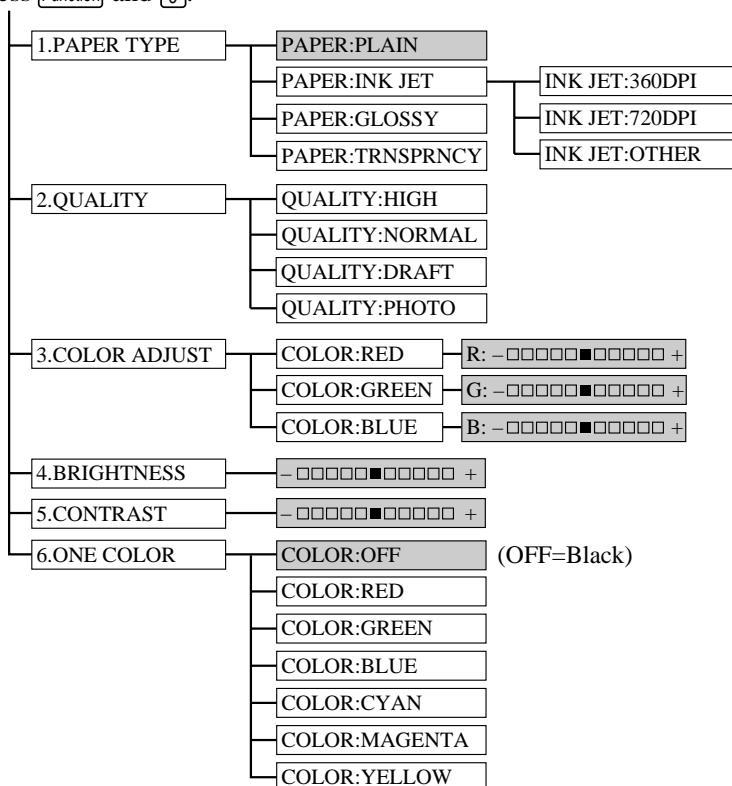 and
1.PAPER TYPE PAPER:PLAIN
PAPER:INK JET INK JET:360DPI
PAPER:GLOSSY INK JET:720DPI
PAPER:TRNSPRNCY INK JET:OTHER
2.QUALITY QUALITY:HIGH
QUALITY:NORMAL
QUALITY:DRAFT
QUALITY:PHOTO
3.COLOR ADJUST COLOR:RED R: –□□□□□■□□□□□ +
COLOR:GREEN G: –□□□□□■□□□□□ +
COLOR:BLUE B: –□□□□□■□□□□□ +
4.BRIGHTNESS – □□□□□■□□□□□ +
5.CONTRAST – □□□□□■□□□□□ +
6.ONE COLOR COLOR:OFF (OFF=Black)
COLOR:RED
COLOR:GREEN
COLOR:BLUE
COLOR:CYAN
COLOR:MAGENTA
COLOR:YELLOW